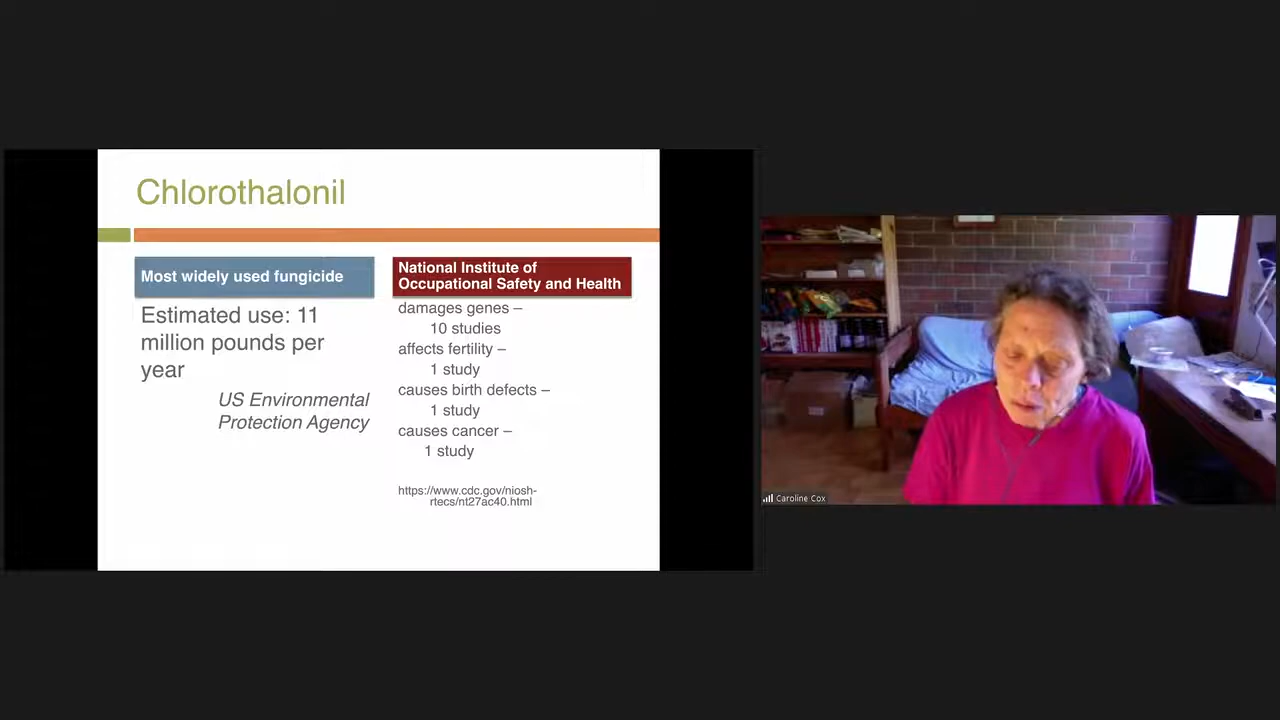 Chlorothalonil
Most widely used fungicide
Estimated use: 11
million pounds per
year
US Environmental
Protection Agency
National Institute of
Occupational Safety and Health
damages genes –
10 studies
affects fertility –
1 study
causes birth defects –
1 study
causes cancer –
1 study
https://www.cdc.gov/niosh-
rtecs/nt27ac40.html
Caroline Cox